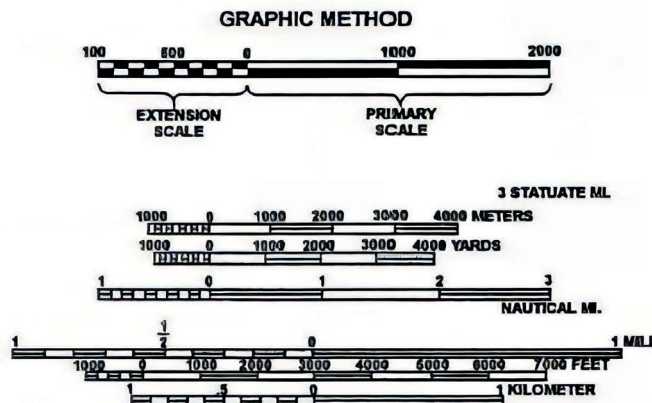 GRAPHIC METHOD
100 500 0 1000 2000
EXTENSION SCALE
PRIMARY SCALE
3 STATUATE MI.
1000 0 1000 2000 3000 4000 METERS
1000 0 1000 2000 3000 4000 YARDS
1 0 1 2 3
NAUTICAL MI.
1 1/2 0 1 MILE
1000 0 1000 2000 3000 4000 5000 6000 7000 FEET
1 .5 0 1 KILOMETER